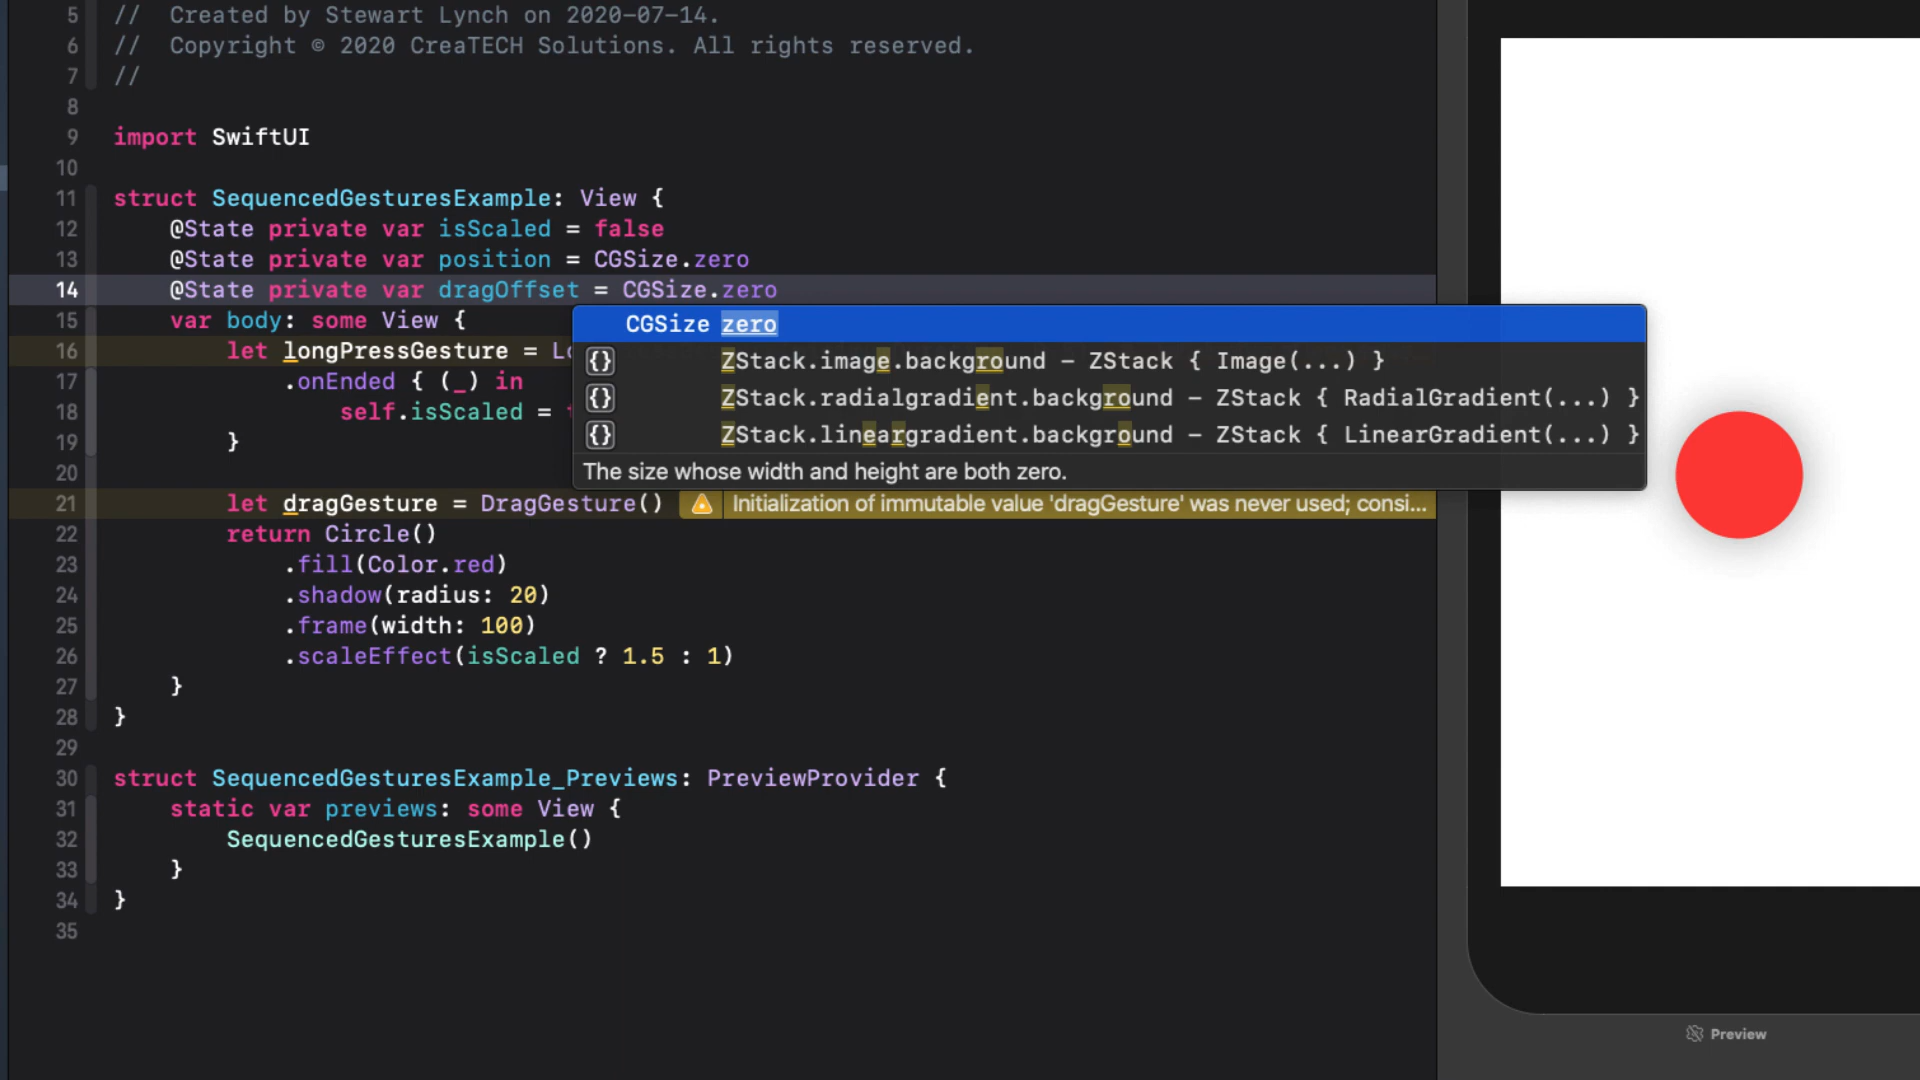 5 //  Created by Stewart Lynch on 2020-07-14.
6 //  Copyright © 2020 CreaTECH Solutions. All rights reserved.
7 //
8
9 import SwiftUI
10
11 struct SequencedGesturesExample: View {
12     @State private var isScaled = false
13     @State private var position = CGSize.zero
14     @State private var dragOffset = CGSize.zero
15     var body: some View {
CGSize zero
16         let longPressGesture = L
{} ZStack.image.background – ZStack { Image(...) }
17             .onEnded { (_) in
{} ZStack.radialgradient.background – ZStack { RadialGradient(...) }
18                 self.isScaled =
{} ZStack.lineargradient.background – ZStack { LinearGradient(...) }
19             }
20
The size whose width and height are both zero.
21         let dragGesture = DragGesture() Initialization of immutable value 'dragGesture' was never used; consi...
22         return Circle()
23             .fill(Color.red)
24             .shadow(radius: 20)
25             .frame(width: 100)
26             .scaleEffect(isScaled ? 1.5 : 1)
27     }
28 }
29
30 struct SequencedGesturesExample_Previews: PreviewProvider {
31     static var previews: some View {
32         SequencedGesturesExample()
33     }
34 }
35
Preview